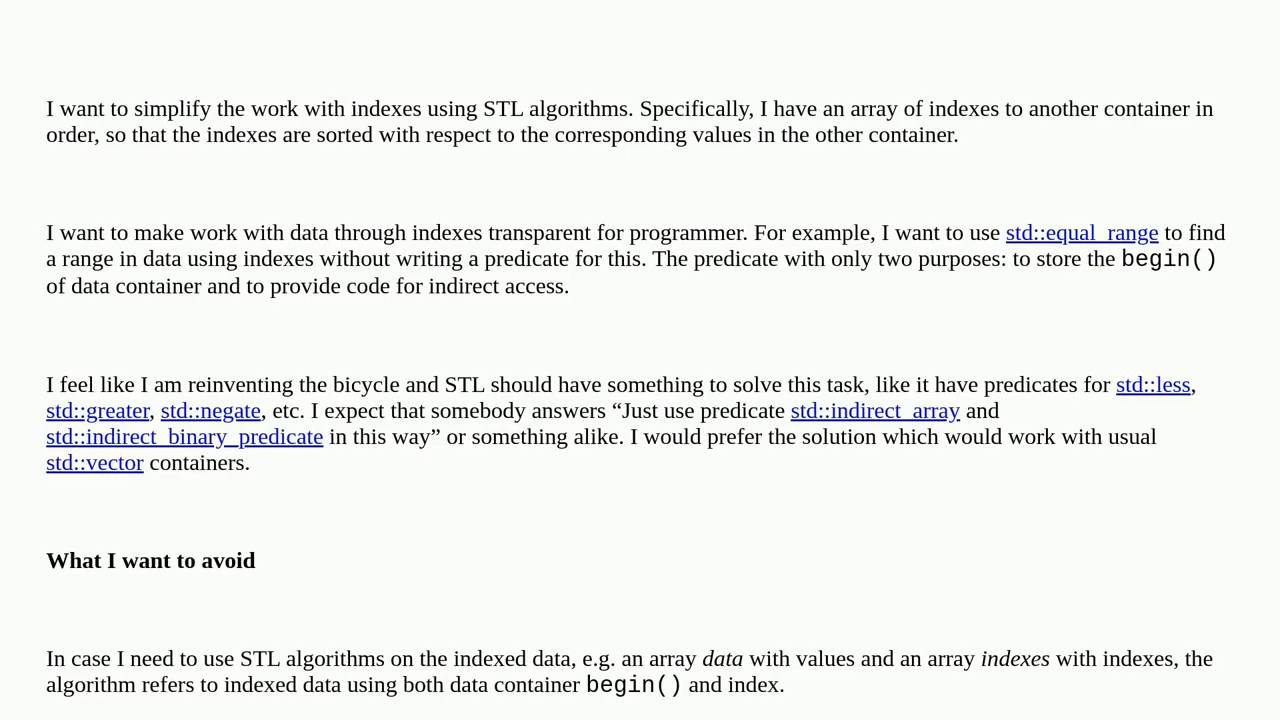 I want to simplify the work with indexes using STL algorithms. Specifically, I have an array of indexes to another container in
order, so that the indexes are sorted with respect to the corresponding values in the other container.
I want to make work with data through indexes transparent for programmer. For example, I want to use std::equal_range to find
a range in data using indexes without writing a predicate for this. The predicate with only two purposes: to store the begin()
of data container and to provide code for indirect access.
I feel like I am reinventing the bicycle and STL should have something to solve this task, like it have predicates for std::less,
std::greater, std::negate, etc. I expect that somebody answers “Just use predicate std::indirect_array and
std::indirect_binary_predicate in this way” or something alike. I would prefer the solution which would work with usual
std::vector containers.
What I want to avoid
In case I need to use STL algorithms on the indexed data, e.g. an array data with values and an array indexes with indexes, the
algorithm refers to indexed data using both data container begin() and index.